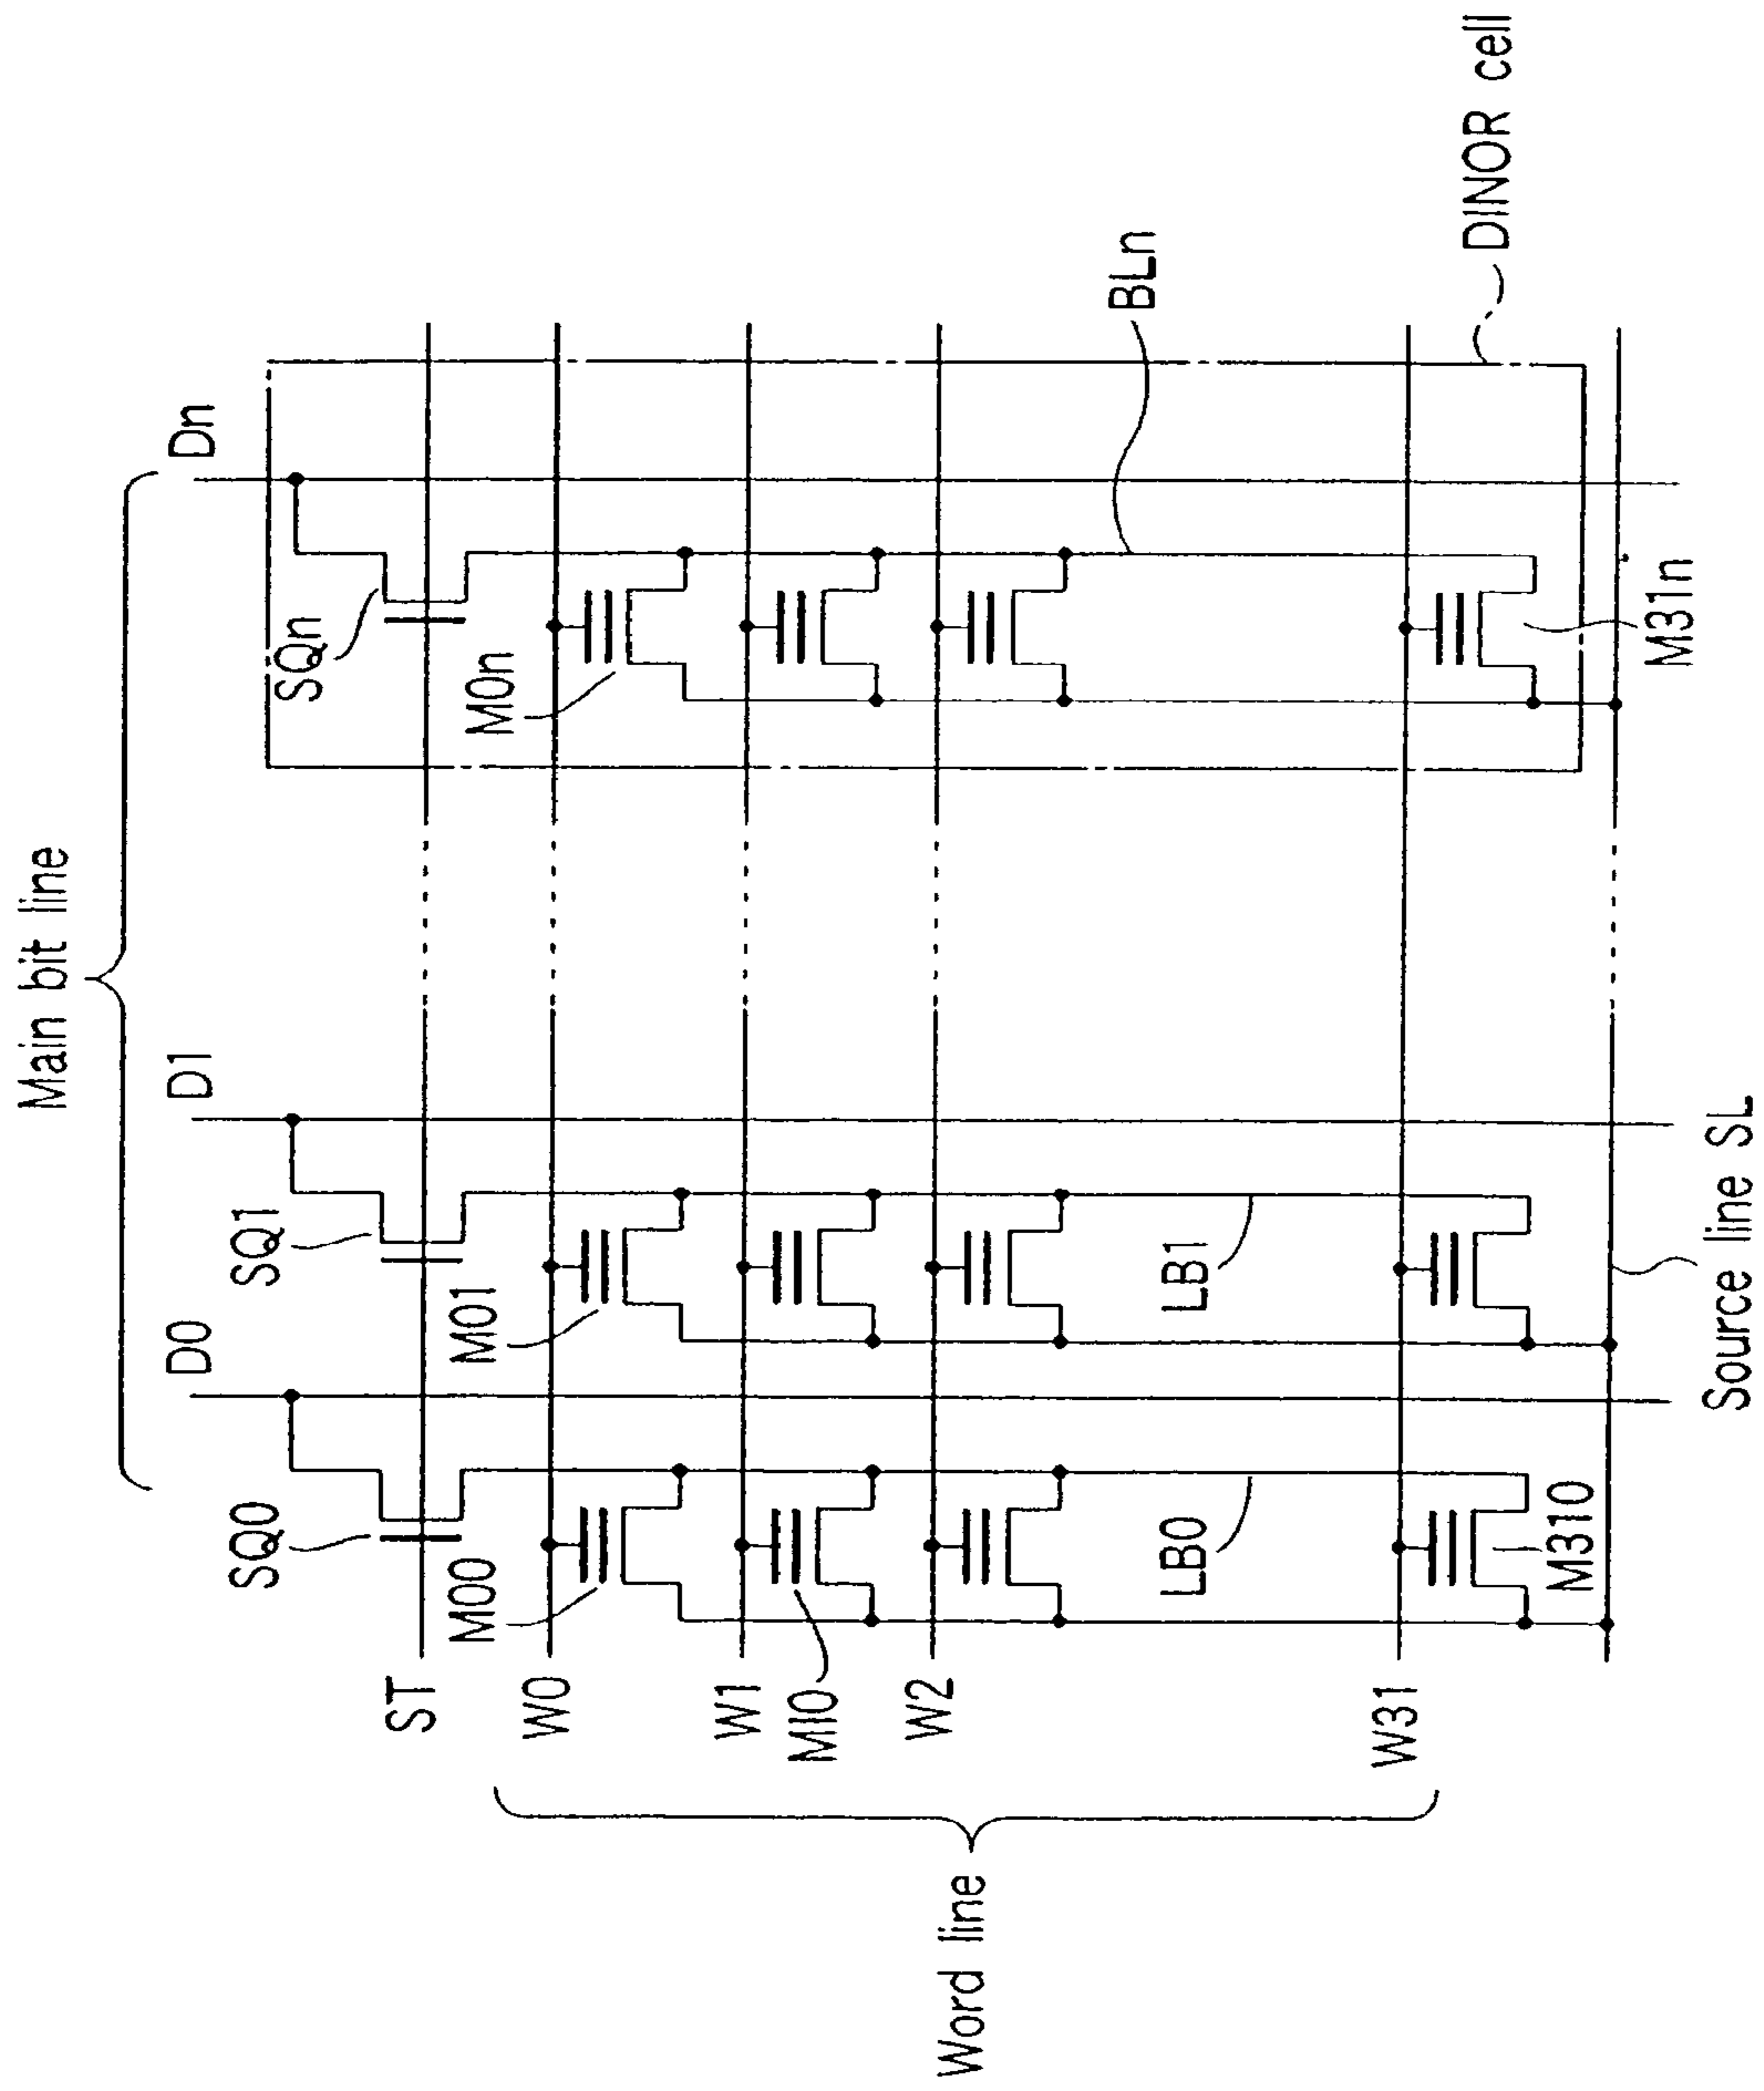 Main bit line
D0
D1
Dn
SQ0
SQ1
SQn
ST
M00
M01
M0n
W0
W1
MI0
W2
BLn
LB0
LB1
W31
M310
M31n
DINOR cell
Source line SL
Word line